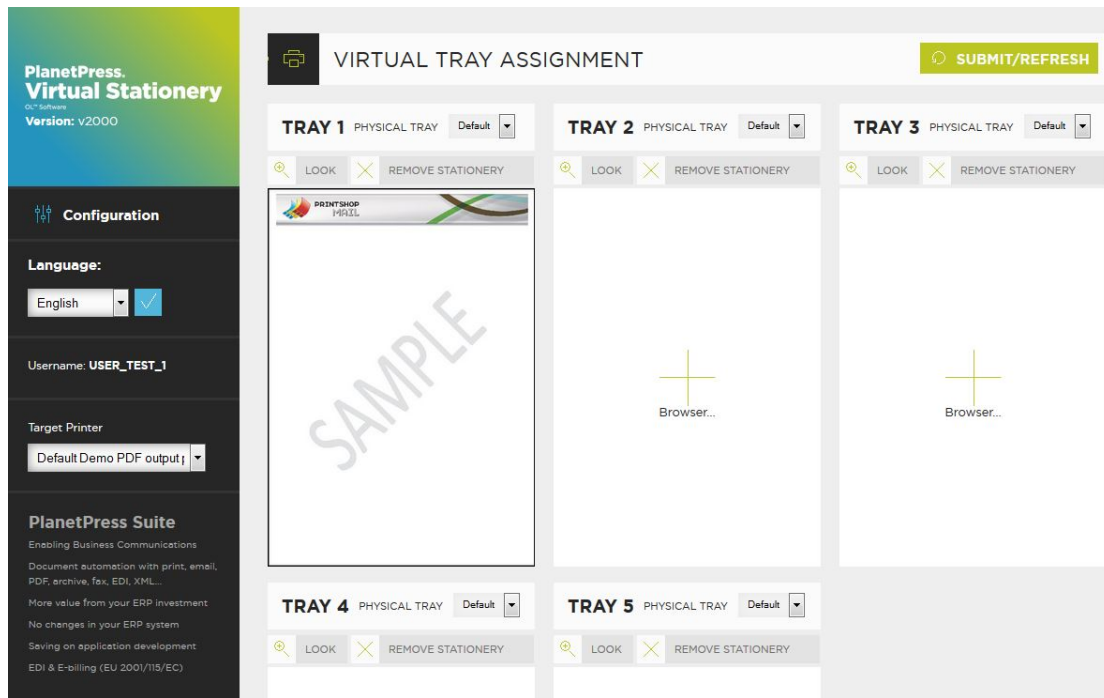 PlanetPress.
Virtual Stationery
OL™ Software
Version: v2000
Configuration
Language:
English
Username: USER_TEST_1
Target Printer
Default Demo PDF output p
PlanetPress Suite
Enabling Business Communications
Document automation with print, email,
PDF, archive, fax, EDI, XML...
More value from your ERP investment
No changes in your ERP system
Saving on application development
EDI & E-billing (EU 2001/115/EC)
VIRTUAL TRAY ASSIGNMENT
SUBMIT/REFRESH
TRAY 1 PHYSICAL TRAY Default
LOOK REMOVE STATIONERY
PRINTSHOP
MAIL
SAMPLE
TRAY 2 PHYSICAL TRAY Default
LOOK REMOVE STATIONERY
Browser...
TRAY 3 PHYSICAL TRAY Default
LOOK REMOVE STATIONERY
Browser...
TRAY 4 PHYSICAL TRAY Default
LOOK REMOVE STATIONERY
TRAY 5 PHYSICAL TRAY Default
LOOK REMOVE STATIONERY